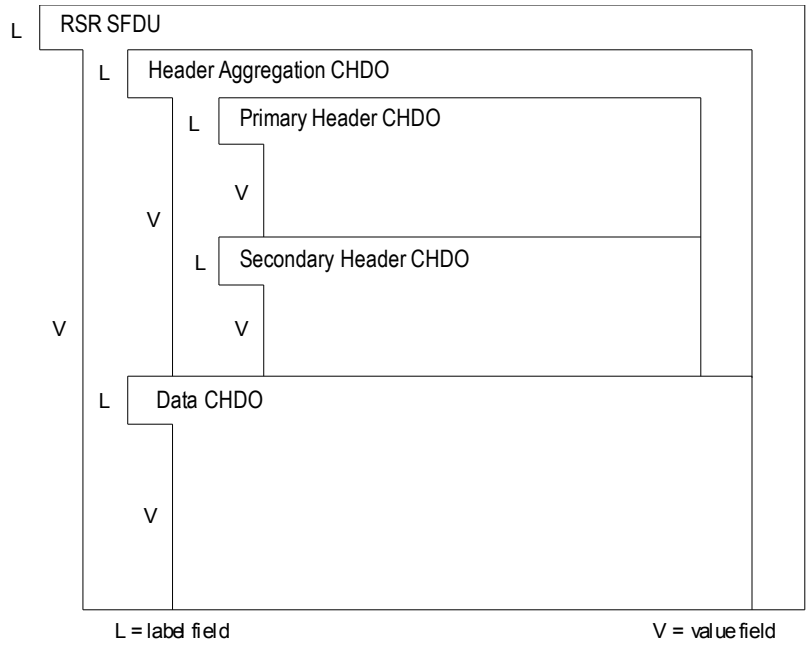 L RSR SFDU
L Header Aggregation CHDO
L Primary Header CHDO
V
V
L Secondary Header CHDO
V
V
L Data CHDO
V
L = label field V = value field